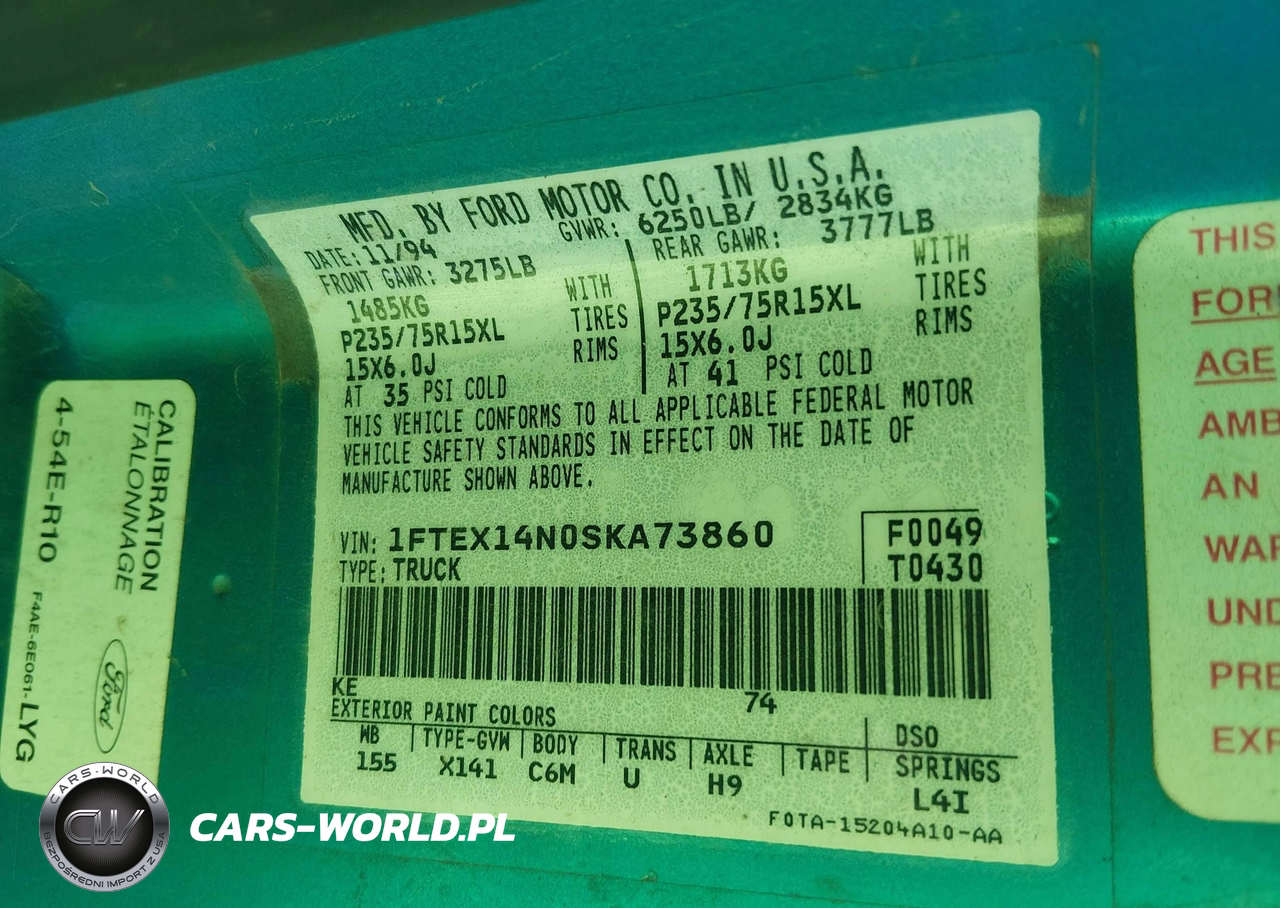 MFD. BY FORD MOTOR CO. IN U.S.A.
DATE: 11/94 GVWR: 6250LB/ 2834KG
FRONT GAWR: 3275LB REAR GAWR: 3777LB
1485KG WITH 1713KG WITH
P235/75R15XL TIRES P235/75R15XL TIRES
15X6.0J RIMS 15X6.0J RIMS
AT 35 PSI COLD AT 41 PSI COLD
THIS VEHICLE CONFORMS TO ALL APPLICABLE FEDERAL MOTOR
VEHICLE SAFETY STANDARDS IN EFFECT ON THE DATE OF
MANUFACTURE SHOWN ABOVE.
VIN: 1FTEX14N0SKA73860 F0049
TYPE: TRUCK T0430
KE 74
EXTERIOR PAINT COLORS DSO
WB TYPE-GVW BODY TRANS AXLE TAPE SPRINGS
155 X141 C6M U H9 L4I
F0TA-15204A10-AA
CALIBRATION
ÉTALONNAGE
4-54E-R10
F4AE-6E061-LYG
Ford
THIS
FOR
AGE
AMB
AN
WAR
UND
PRE
EXP
CARS-WORLD
CW
BEZPOŚREDNI IMPORT Z USA
CARS-WORLD.PL